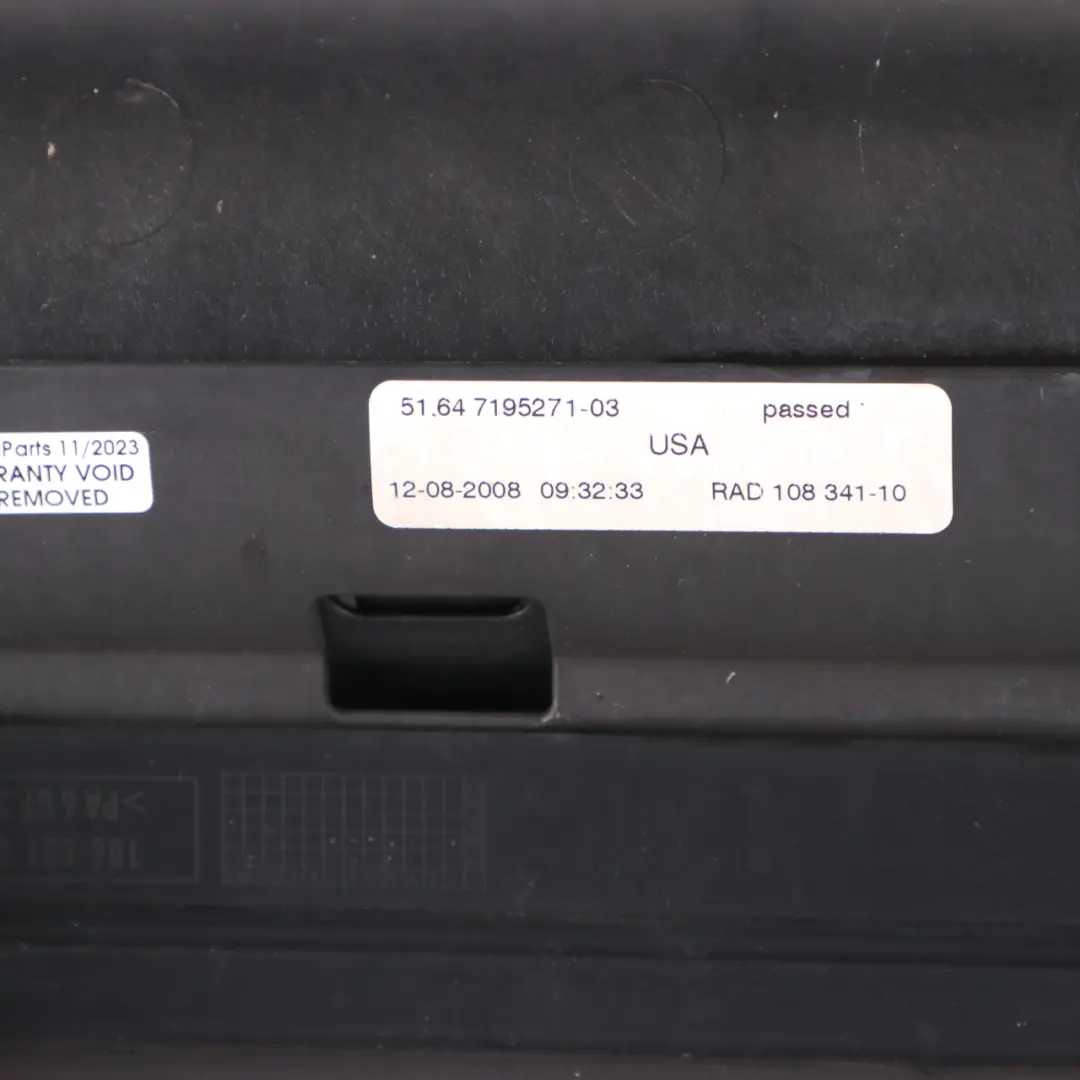 51.64 7195271-03 passed
USA
12-08-2008 09:32:33 RAD 108 341-10
Parts 11/2023
RANTY VOID
REMOVED